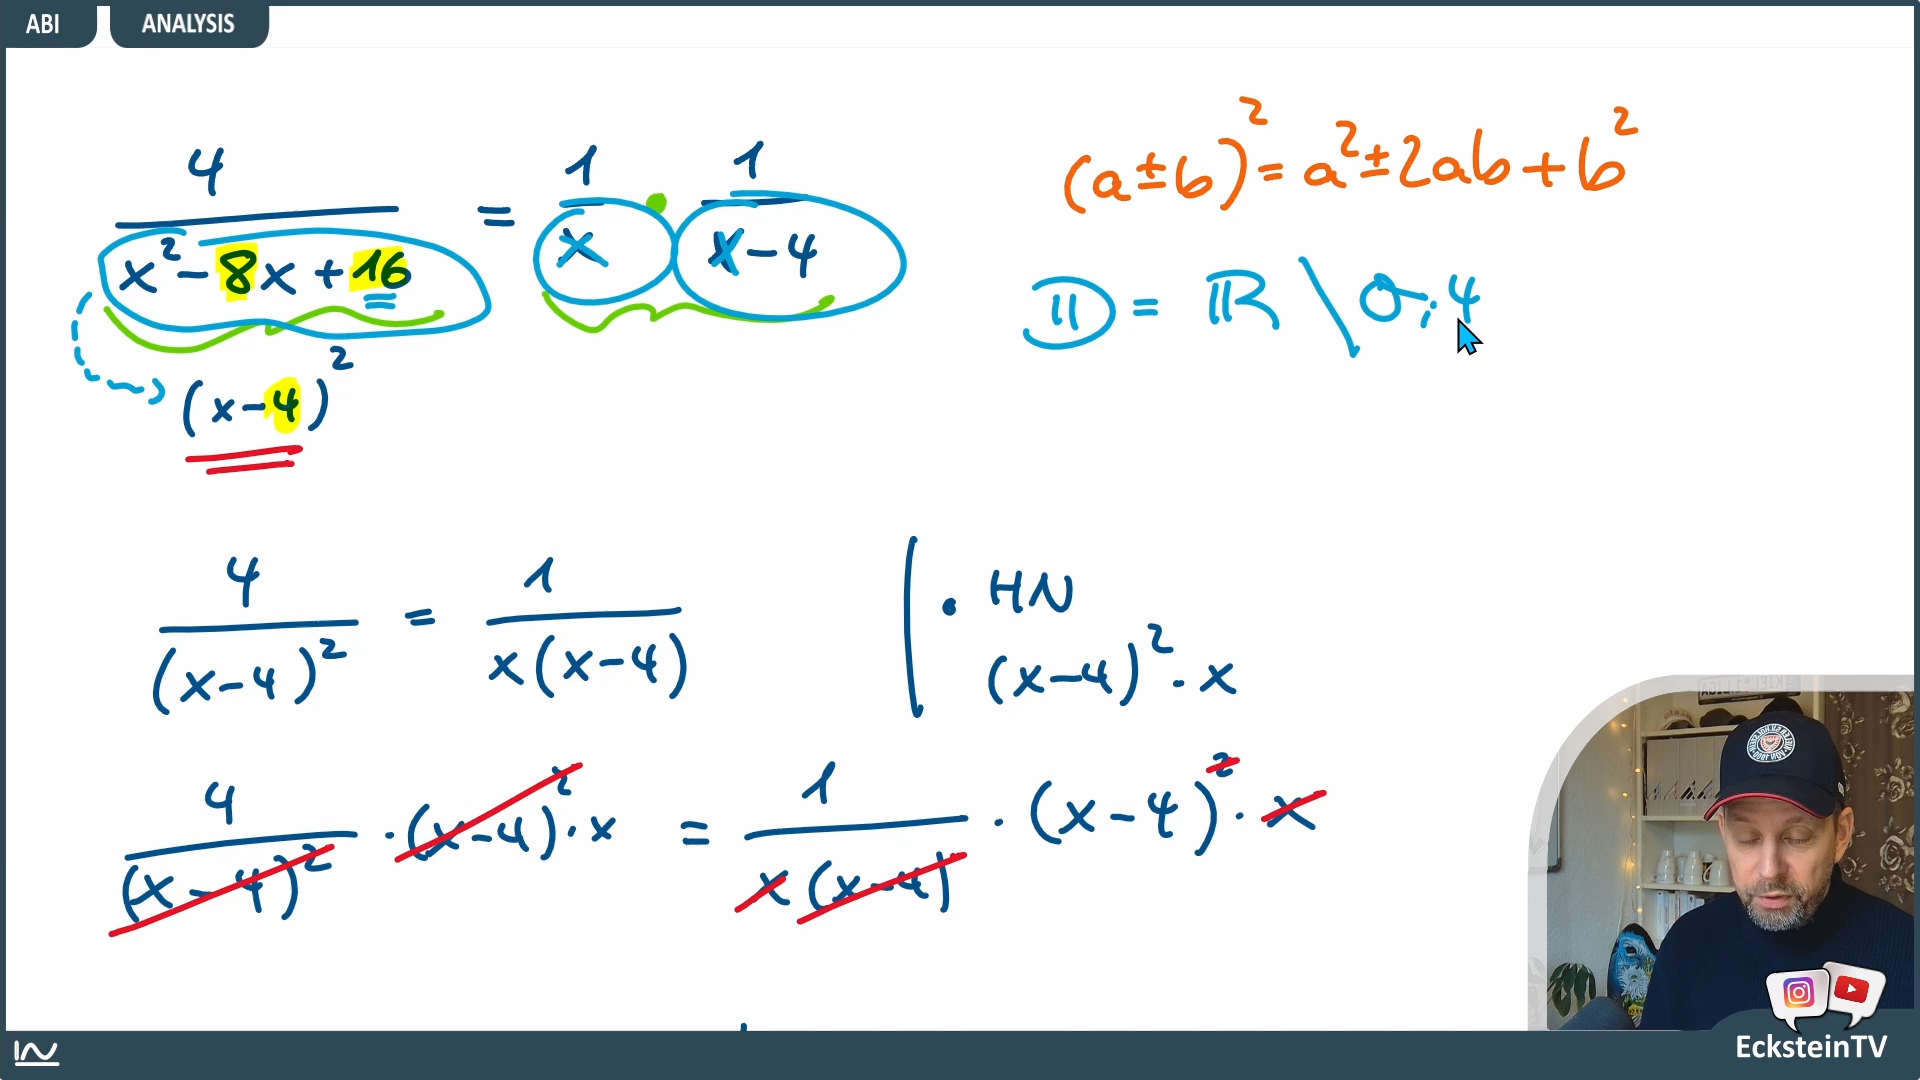 ABI
ANALYSIS
4/(x² - 8x + 16) = 1/x · 1/(x - 4)
(x - 4)²
(a ± b)² = a² ± 2ab + b²
𝔻 = ℝ \ 0; 4
4/(x - 4)² = 1/(x(x - 4)) | · HN
(x - 4)² · x
4/(x - 4)² · (x - 4)² · x = 1/(x(x - 4)) · (x - 4)² · x
EcksteinTV